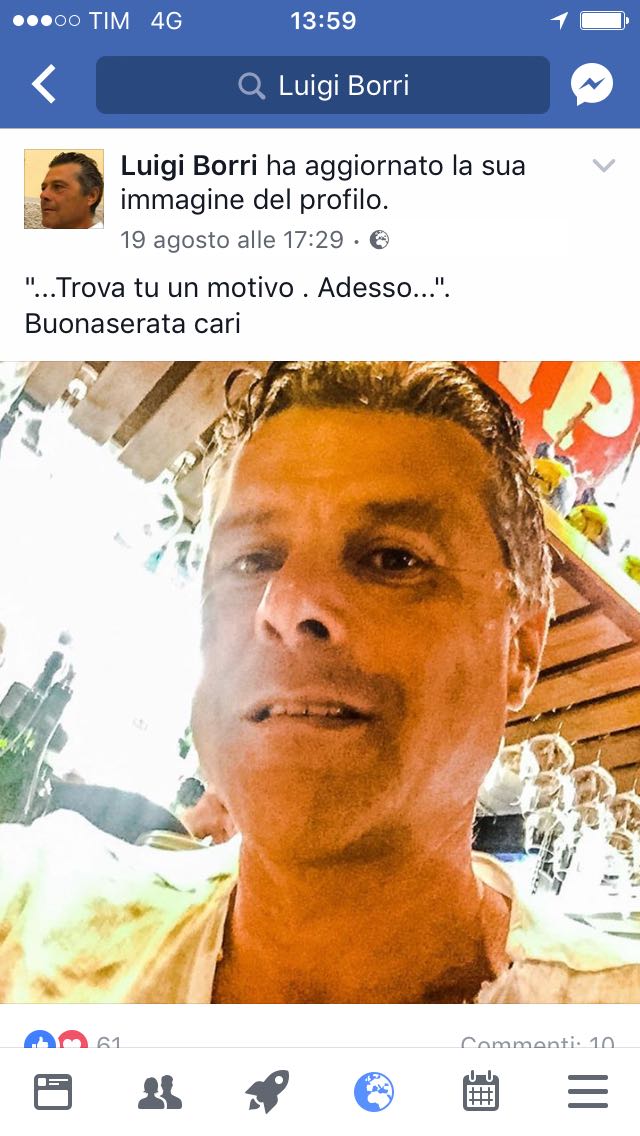 TIM 4G 13:59
Luigi Borri
Luigi Borri ha aggiornato la sua
immagine del profilo.
19 agosto alle 17:29 ·
"...Trova tu un motivo . Adesso...".
Buonaserata cari
P
61 Commenti: 10